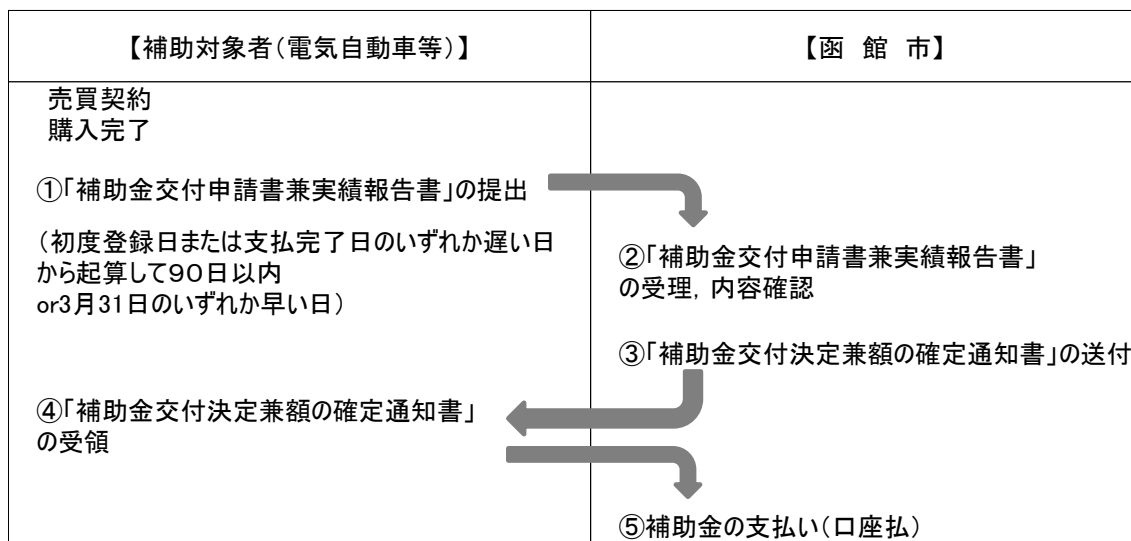 【補助対象者（電気自動車等）】
【函 館 市】
売買契約
購入完了
①「補助金交付申請書兼実績報告書」の提出
（初度登録日または支払完了日のいずれか遅い日
から起算して９０日以内
or3月31日のいずれか早い日）
②「補助金交付申請書兼実績報告書」
の受理，内容確認
③「補助金交付決定兼額の確定通知書」の送付
④「補助金交付決定兼額の確定通知書」
の受領
⑤補助金の支払い（口座払）